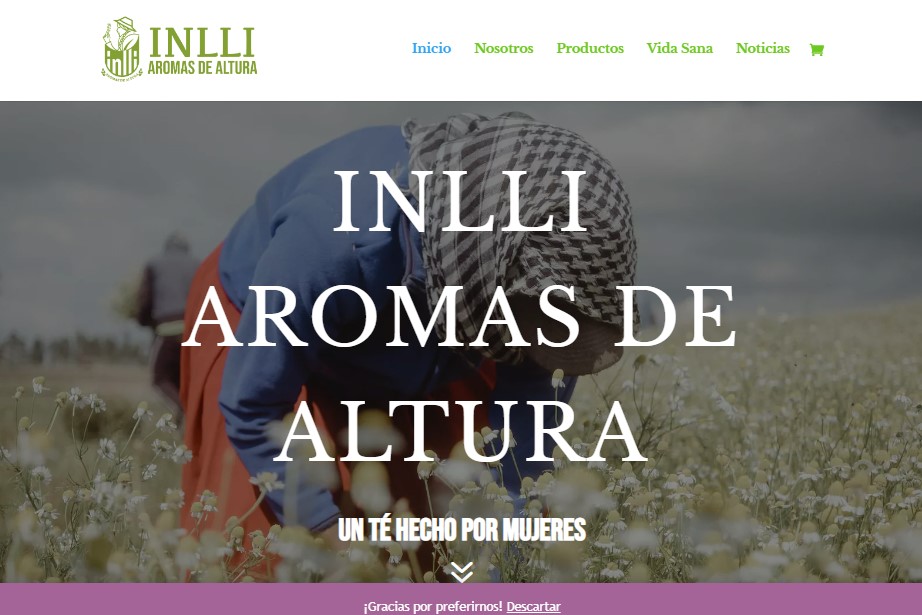 INLLI
AROMAS DE ALTURA
Inicio Nosotros Productos Vida Sana Noticias
INLLI
AROMAS DE
ALTURA
UN TÉ HECHO POR MUJERES
¡Gracias por preferirnos! Descartar